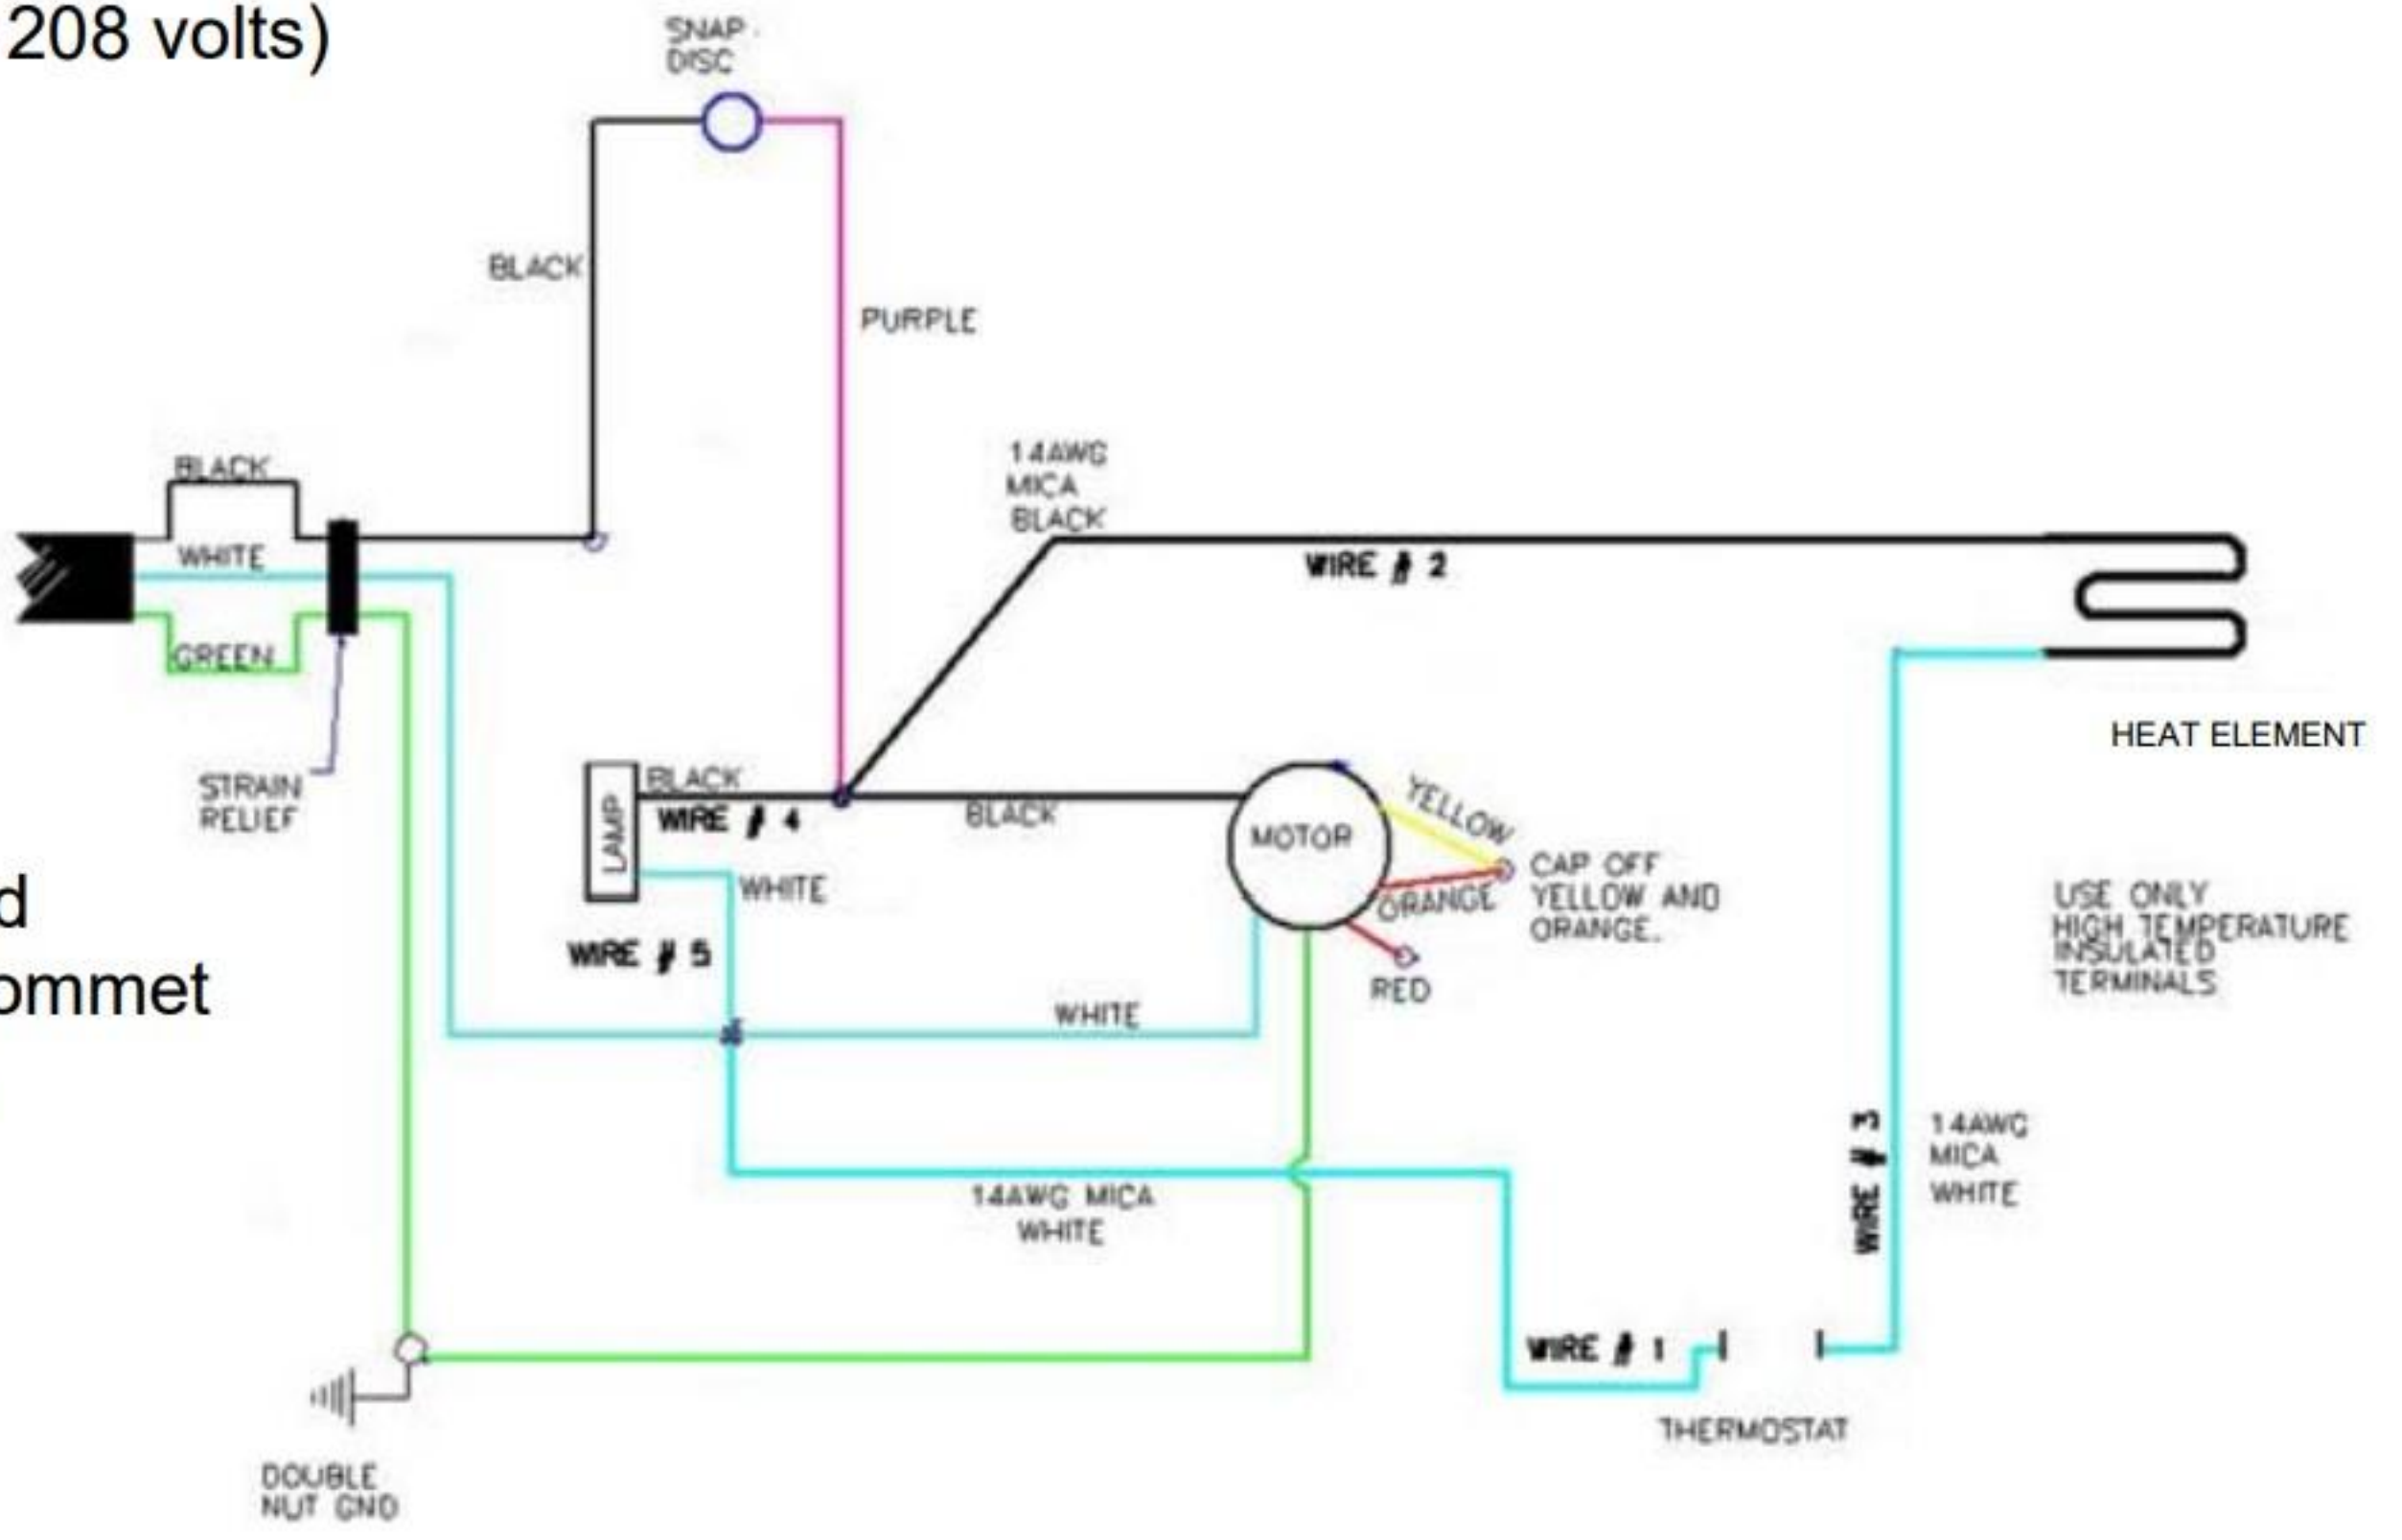 208 volts)
SNAP
DISC
BLACK
PURPLE
14AWG
MICA
BLACK
BLACK
WHITE
WIRE # 2
GREEN
HEAT ELEMENT
STRAIN
RELIEF
BLACK
WIRE # 4
LAMP
BLACK
MOTOR
YELLOW
ORANGE
CAP OFF
YELLOW AND
ORANGE.
WHITE
d
USE ONLY
HIGH TEMPERATURE
INSULATED
TERMINALS
WIRE # 5
RED
ommet
WHITE
WIRE # 3
14AWG
MICA
WHITE
14AWG MICA
WHITE
WIRE # 1
THERMOSTAT
DOUBLE
NUT GND